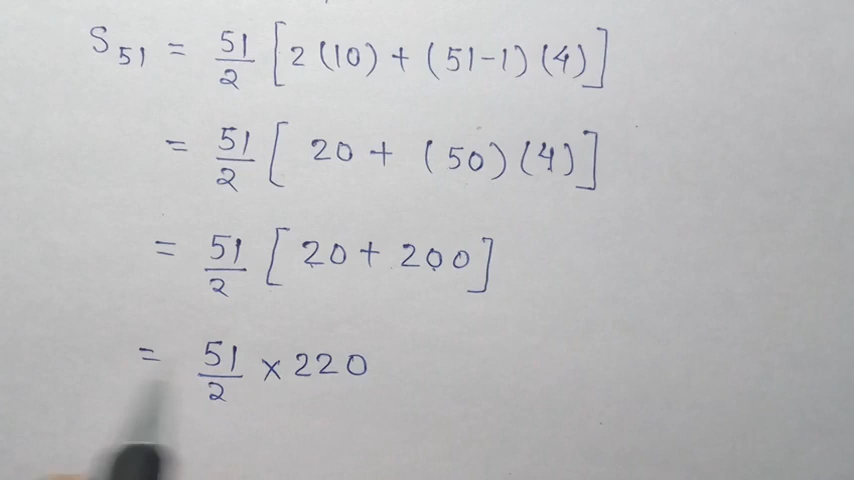 S₅₁ = 51/2 [2(10) + (51-1)(4)]
= 51/2 [20 + (50)(4)]
= 51/2 [20 + 200]
= 51/2 × 220